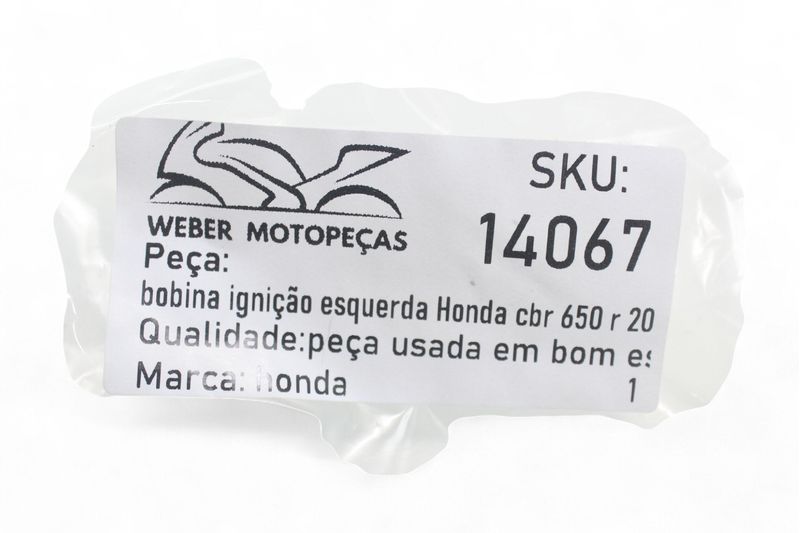 WEBER MOTOPEÇAS
SKU:
14067
Peça:
bobina ignição esquerda Honda cbr 650 r 20
Qualidade:peça usada em bom es
Marca: honda
1